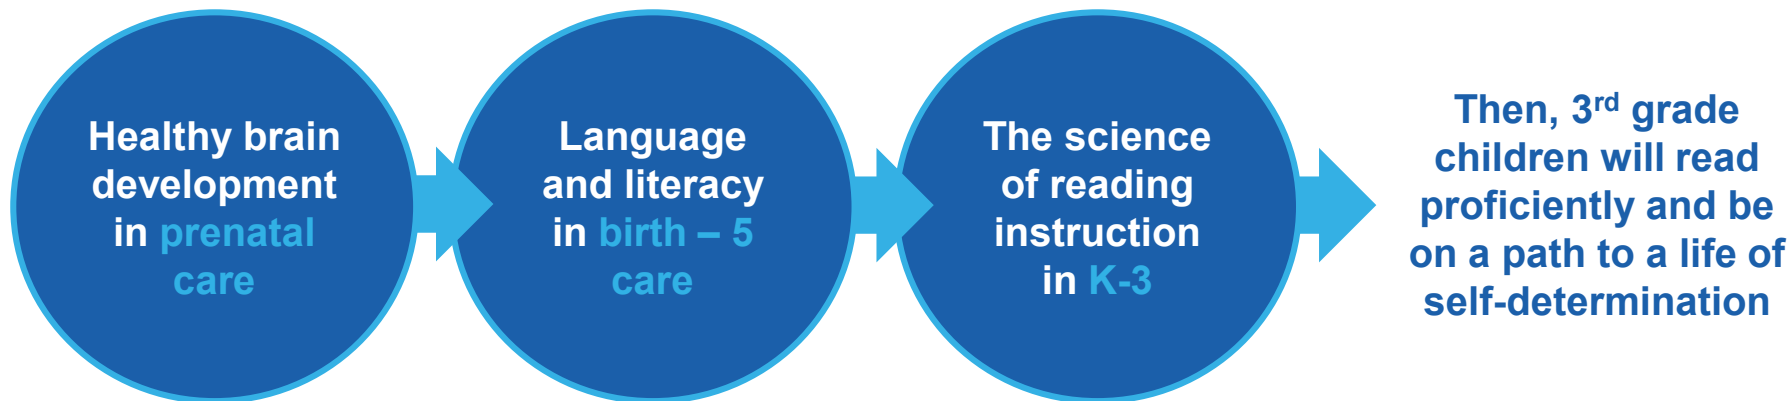 Healthy brain
development
in prenatal
care
Language
and literacy
in birth – 5
care
The science
of reading
instruction
in K-3
Then, 3rd grade
children will read
proficiently and be
on a path to a life of
self-determination